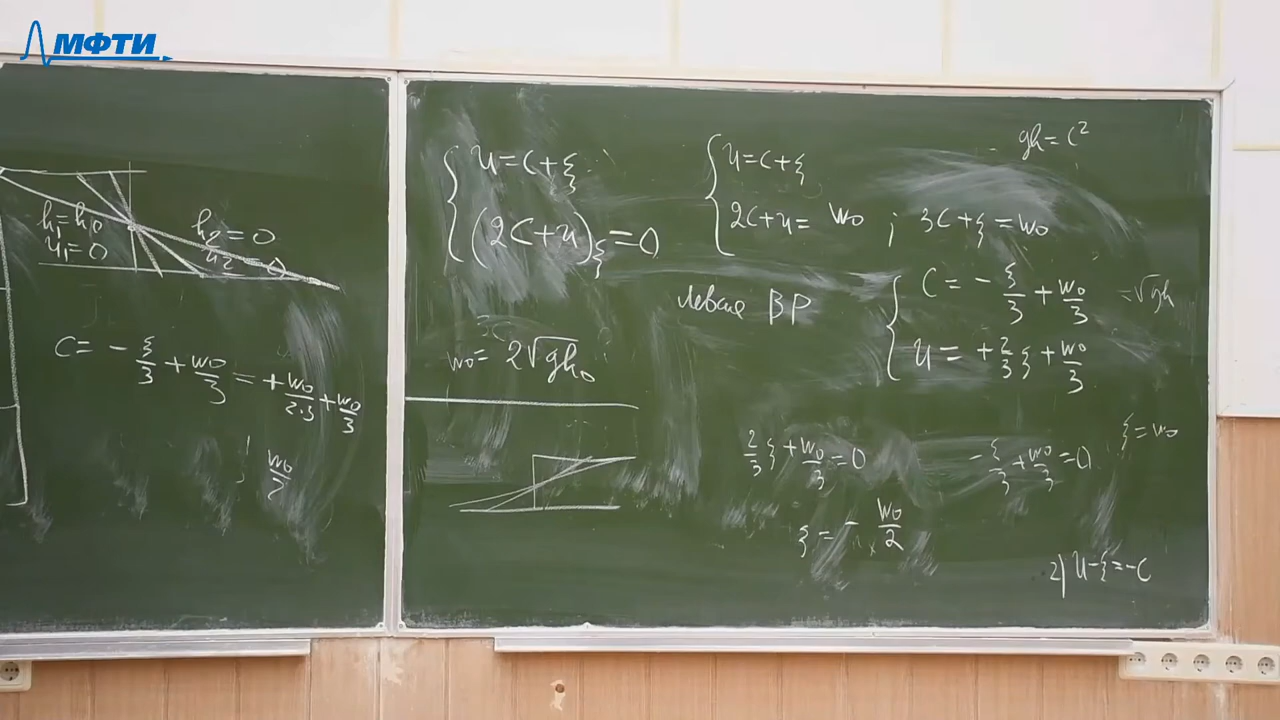 МФТИ
h₁=h₀
u₁=0
h₂=0
u₂=0
c = - ξ/3 + w₀/3 = + w₀/(2·3) + w₀/3
w₀/2
{ u=c+ξ
(2c+u)_ξ = 0
w₀ = 2√gh₀
{ u=c+ξ
2c+u = w₀ ; 3c+ξ=w₀
gh=c²
левые ВР
{ c = - ξ/3 + w₀/3 = √gh
u = + 2/3 ξ + w₀/3
2/3 ξ + w₀/3 = 0
ξ = - w₀/2
- ξ/3 + w₀/3 = 0
ξ = w₀
2) u-ξ=-c